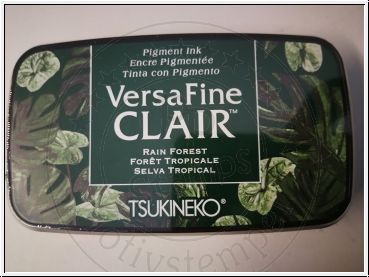 Pigment Ink
Encre Pigmentée
Tinta con Pigmento
VersaFine
CLAIR™
RAIN FOREST
FORÊT TROPICALE
SELVA TROPICAL
TSUKINEKO®